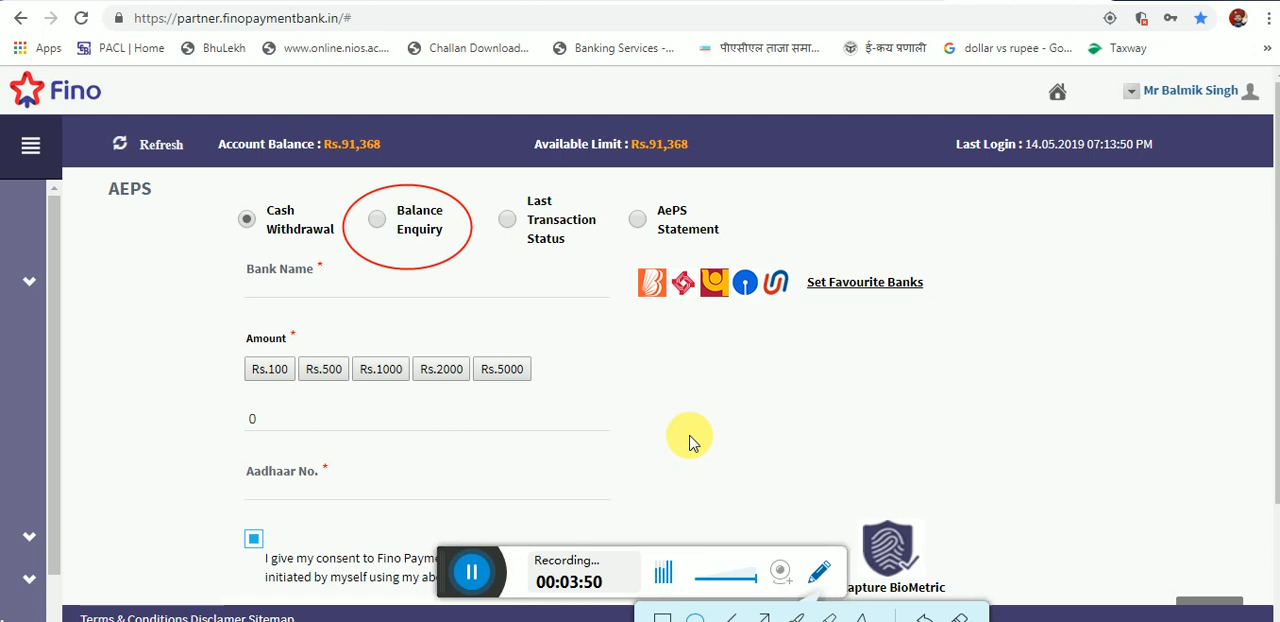 https://partner.finopaymentbank.in/#
Apps PACL | Home BhuLekh www.online.nios.ac.... Challan Download... Banking Services -... पीएसीएल ताजा समा... ई-कय प्रणाली dollar vs rupee - Go... Taxway »
Fino Mr Balmik Singh
Refresh Account Balance : Rs.91,368 Available Limit : Rs.91,368 Last Login : 14.05.2019 07:13:50 PM
AEPS
Cash
Withdrawal
Balance
Enquiry
Last
Transaction
Status
AePS
Statement
Bank Name *
Set Favourite Banks
Amount *
Rs.100 Rs.500 Rs.1000 Rs.2000 Rs.5000
0
Aadhaar No. *
I give my consent to Fino Payme
initiated by myself using my ab
Recording...
00:03:50
apture BioMetric
Terms & Conditions Disclamer Sitemap